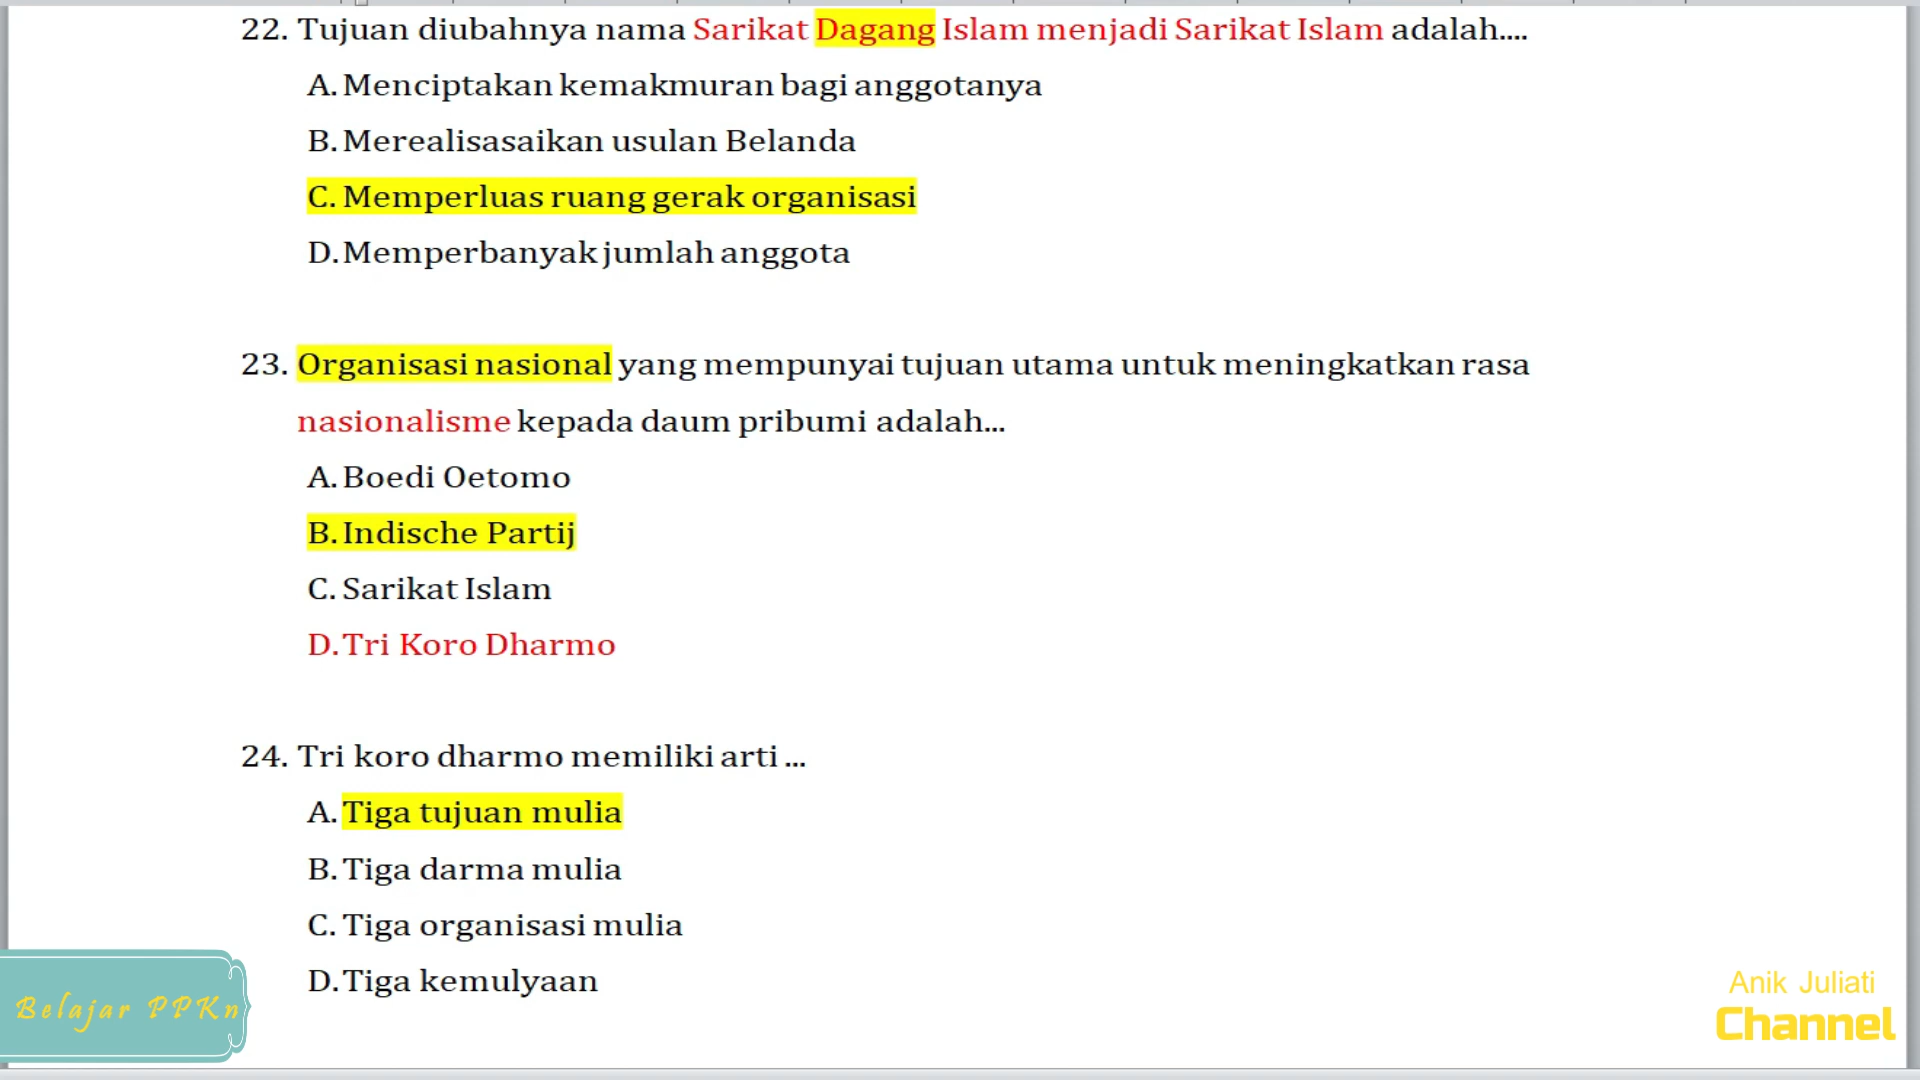 22. Tujuan diubahnya nama Sarikat Dagang Islam menjadi Sarikat Islam adalah....
A. Menciptakan kemakmuran bagi anggotanya
B. Merealisasaikan usulan Belanda
C. Memperluas ruang gerak organisasi
D. Memperbanyak jumlah anggota
23. Organisasi nasional yang mempunyai tujuan utama untuk meningkatkan rasa
nasionalisme kepada daum pribumi adalah...
A. Boedi Oetomo
B. Indische Partij
C. Sarikat Islam
D. Tri Koro Dharmo
24. Tri koro dharmo memiliki arti ...
A. Tiga tujuan mulia
B. Tiga darma mulia
C. Tiga organisasi mulia
D. Tiga kemulyaan
Belajar PPKn
Anik Juliati
Channel